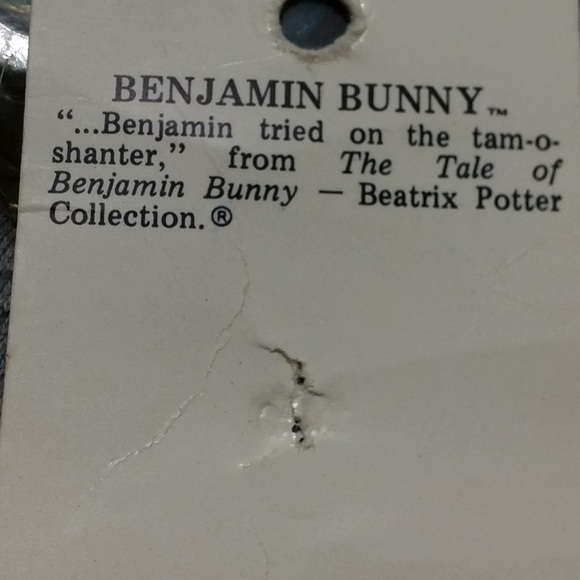 BENJAMIN BUNNY™
“...Benjamin tried on the tam-o-
shanter,” from The Tale of
Benjamin Bunny — Beatrix Potter
Collection.®